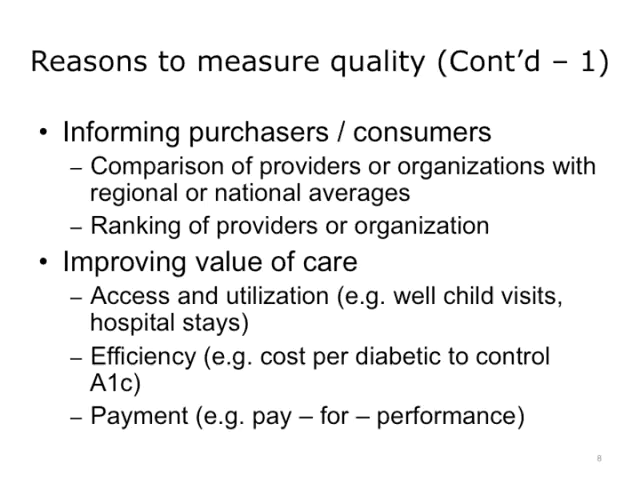 Reasons to measure quality (Cont’d – 1)
• Informing purchasers / consumers
– Comparison of providers or organizations with
regional or national averages
– Ranking of providers or organization
• Improving value of care
– Access and utilization (e.g. well child visits,
hospital stays)
– Efficiency (e.g. cost per diabetic to control
A1c)
– Payment (e.g. pay – for – performance)
8